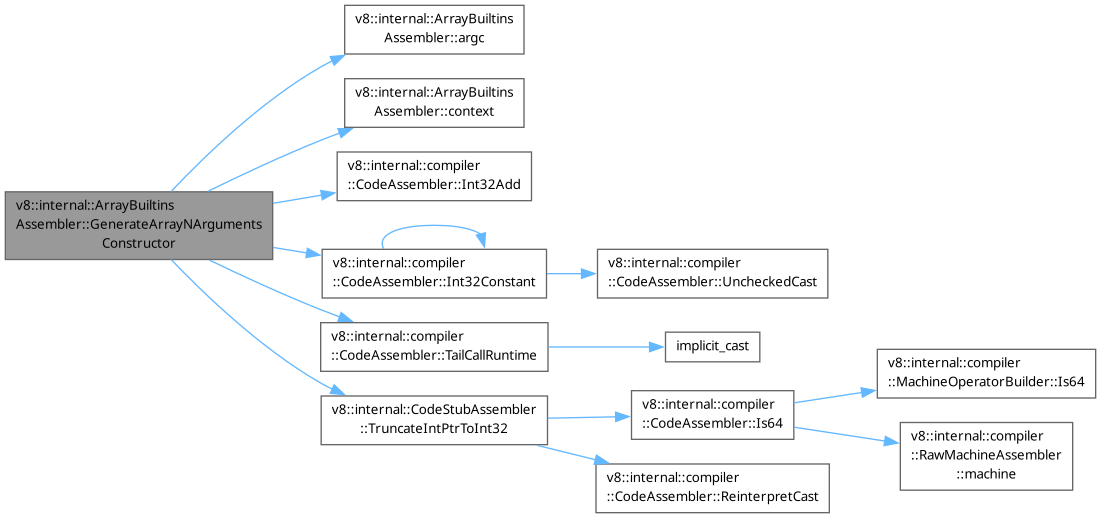 v8::internal::ArrayBuiltins
Assembler::argc
v8::internal::ArrayBuiltins
Assembler::context
v8::internal::compiler
::CodeAssembler::Int32Add
v8::internal::ArrayBuiltins
Assembler::GenerateArrayNArguments
Constructor
v8::internal::compiler
::CodeAssembler::Int32Constant
v8::internal::compiler
::CodeAssembler::UncheckedCast
v8::internal::compiler
::CodeAssembler::TailCallRuntime
implicit_cast
v8::internal::CodeStubAssembler
::TruncateIntPtrToInt32
v8::internal::compiler
::CodeAssembler::Is64
v8::internal::compiler
::MachineOperatorBuilder::Is64
v8::internal::compiler
::RawMachineAssembler
::machine
v8::internal::compiler
::CodeAssembler::ReinterpretCast